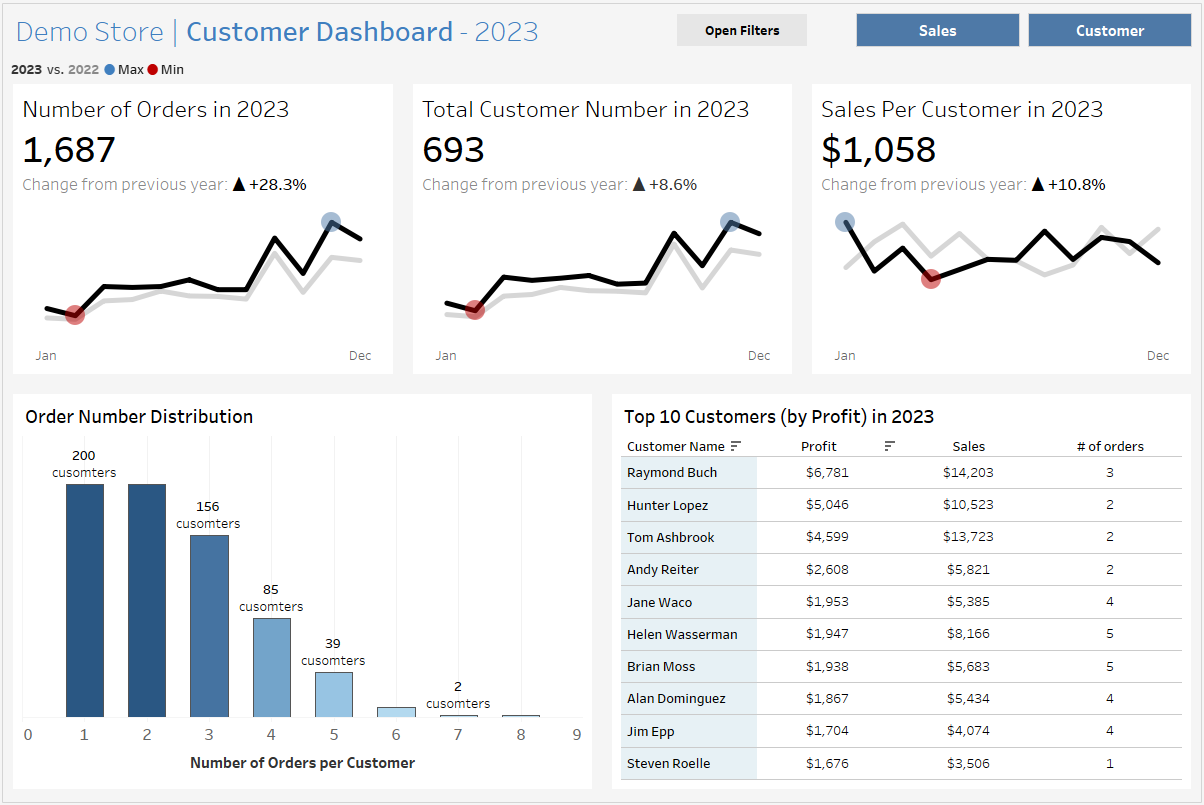 Demo Store | Customer Dashboard - 2023
Open Filters
Sales
Customer
2023 vs. 2022 Max Min
Number of Orders in 2023
1,687
Change from previous year: ▲ +28.3%
Jan Dec
Total Customer Number in 2023
693
Change from previous year: ▲ +8.6%
Jan Dec
Sales Per Customer in 2023
$1,058
Change from previous year: ▲ +10.8%
Jan Dec
Order Number Distribution
200
cusomters
156
cusomters
85
cusomters
39
cusomters
2
cusomters
0 1 2 3 4 5 6 7 8 9
Number of Orders per Customer
Top 10 Customers (by Profit) in 2023
Customer Name Profit Sales # of orders
Raymond Buch $6,781 $14,203 3
Hunter Lopez $5,046 $10,523 2
Tom Ashbrook $4,599 $13,723 2
Andy Reiter $2,608 $5,821 2
Jane Waco $1,953 $5,385 4
Helen Wasserman $1,947 $8,166 5
Brian Moss $1,938 $5,683 5
Alan Dominguez $1,867 $5,434 4
Jim Epp $1,704 $4,074 4
Steven Roelle $1,676 $3,506 1